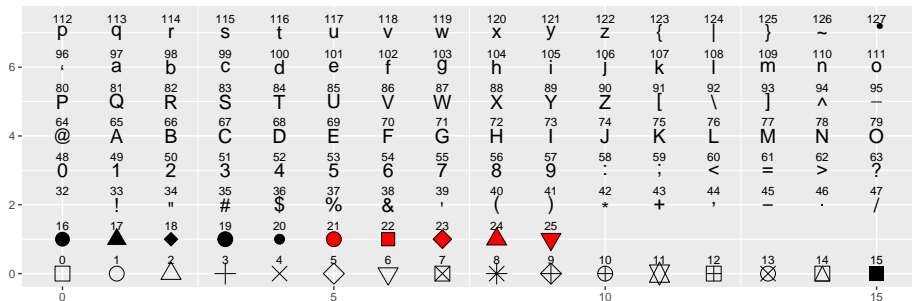 112 113 114 115 116 117 118 119 120 121 122 123 124 125 126 127
p q r s t u v w x y z { | } ~ •
96 97 98 99 100 101 102 103 104 105 106 107 108 109 110 111
6 ‘ a b c d e f g h i j k l m n o
80 81 82 83 84 85 86 87 88 89 90 91 92 93 94 95
P Q R S T U V W X Y Z [ \ ] ^ _
64 65 66 67 68 69 70 71 72 73 74 75 76 77 78 79
4 @ A B C D E F G H I J K L M N O
48 49 50 51 52 53 54 55 56 57 58 59 60 61 62 63
0 1 2 3 4 5 6 7 8 9 : ; < = > ?
32 33 34 35 36 37 38 39 40 41 42 43 44 45 46 47
2 ! " # $ % & ' ( ) * + , - . /
16 17 18 19 20 21 22 23 24 25
0 1 2 3 4 5 6 7 8 9 10 11 12 13 14 15
0
0 5 10 15